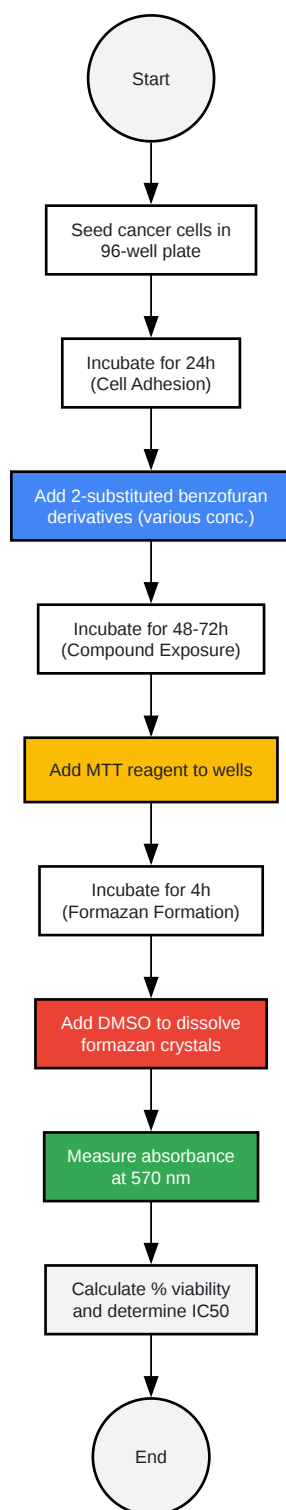 Start
Seed cancer cells in
96-well plate
Incubate for 24h
(Cell Adhesion)
Add 2-substituted benzofuran
derivatives (various conc.)
Incubate for 48-72h
(Compound Exposure)
Add MTT reagent to wells
Incubate for 4h
(Formazan Formation)
Add DMSO to dissolve
formazan crystals
Measure absorbance
at 570 nm
Calculate % viability
and determine IC50
End